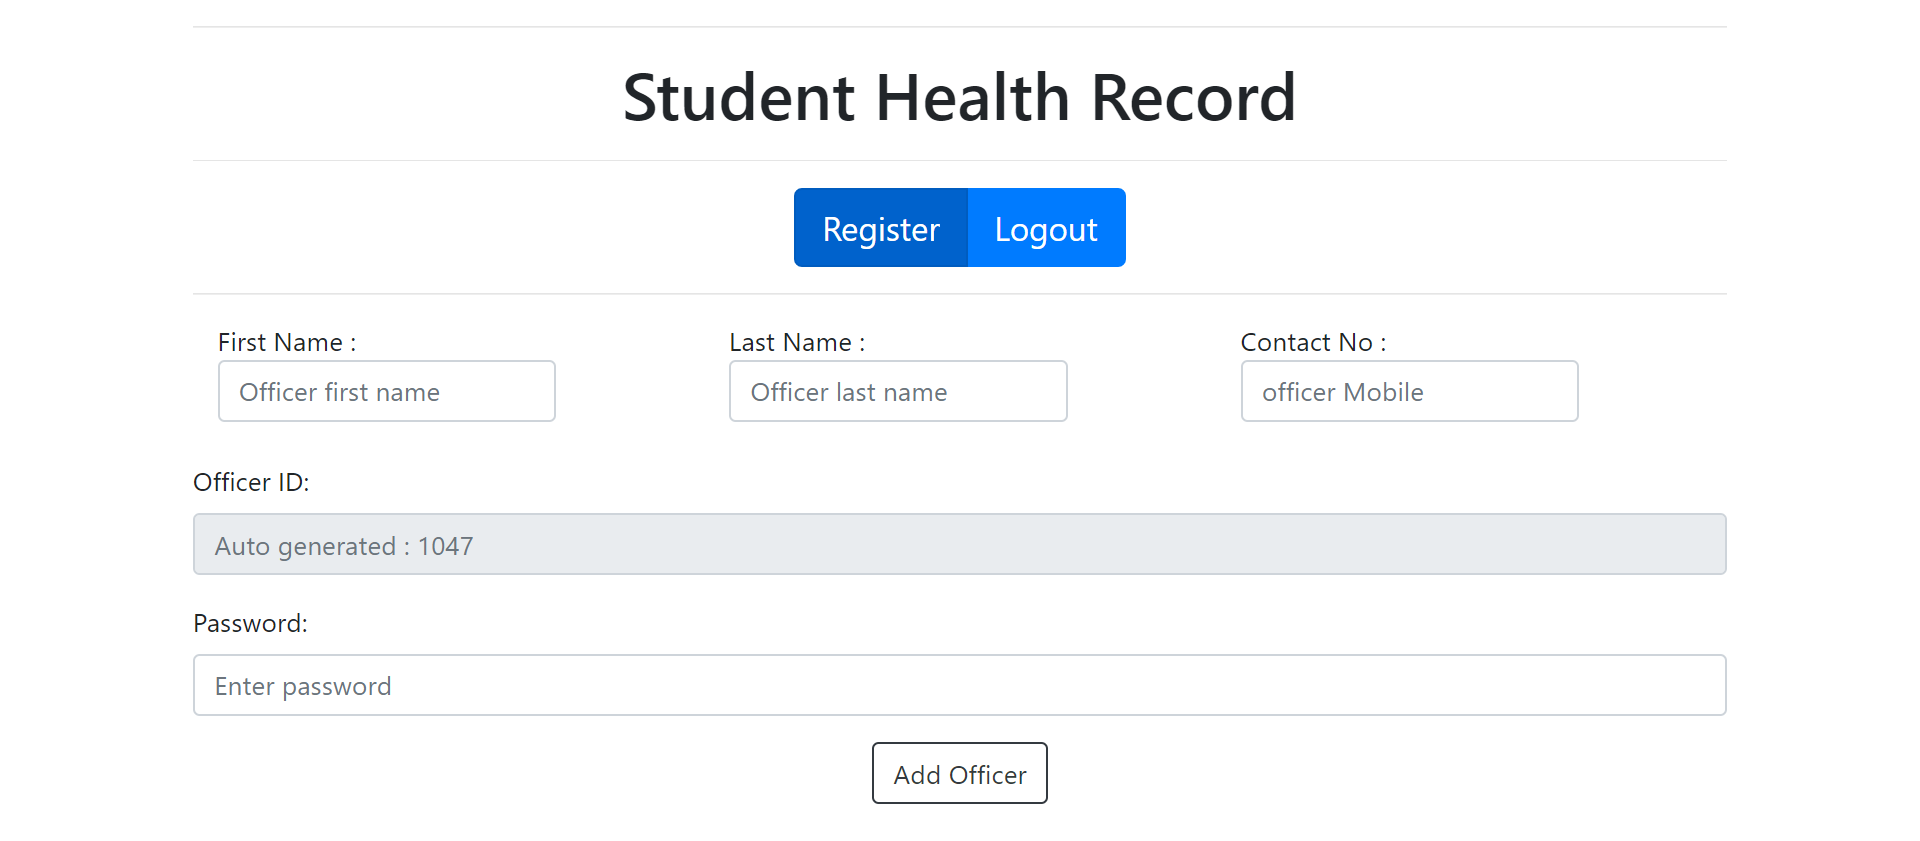 Student Health Record
Register Logout
First Name : Last Name : Contact No :
Officer first name Officer last name officer Mobile
Officer ID:
Auto generated : 1047
Password:
Enter password
Add Officer